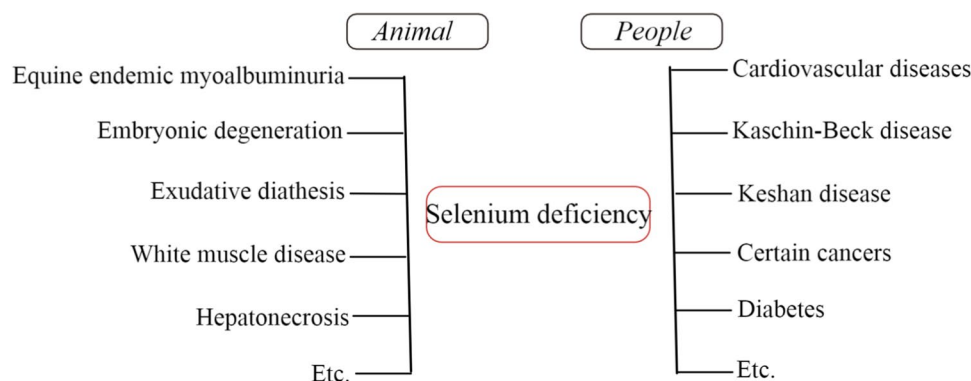 Animal
People
Equine endemic myoalbuminuria
Embryonic degeneration
Exudative diathesis
White muscle disease
Hepatonecrosis
Etc.
Selenium deficiency
Cardiovascular diseases
Kaschin-Beck disease
Keshan disease
Certain cancers
Diabetes
Etc.